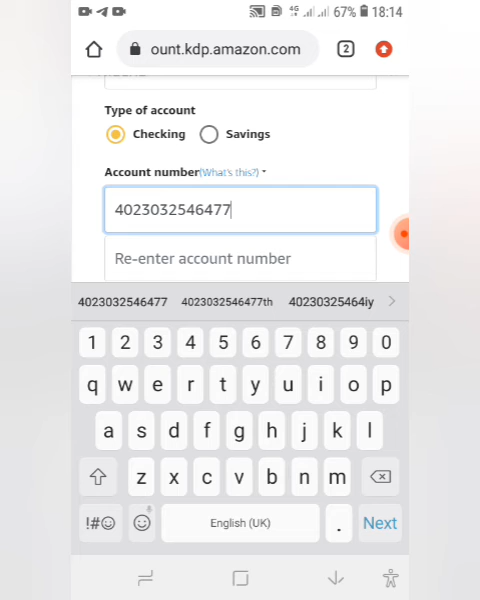 4G 67% 18:14
ount.kdp.amazon.com 2
Type of account
Checking Savings
Account number(What's this?)
4023032546477
Re-enter account number
4023032546477 4023032546477th 40230325464iy
1 2 3 4 5 6 7 8 9 0
q w e r t y u i o p
a s d f g h j k l
z x c v b n m
!#☺ English (UK) . Next